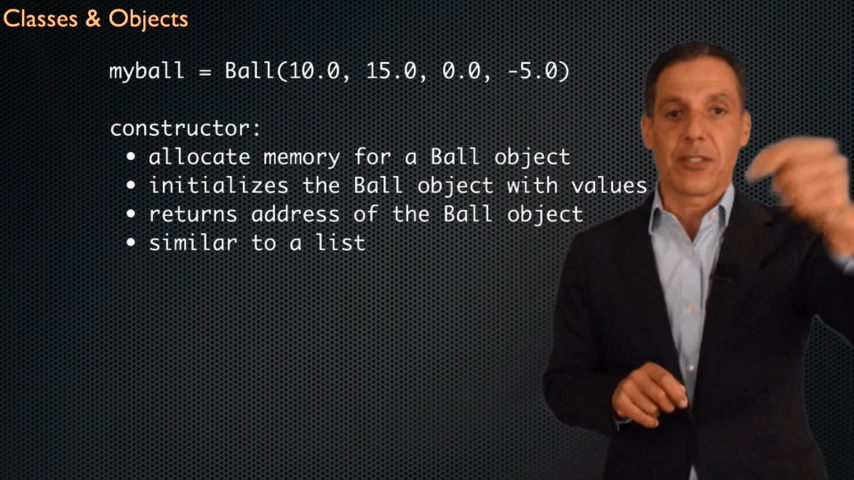 Classes & Objects
myball = Ball(10.0, 15.0, 0.0, -5.0)
constructor:
• allocate memory for a Ball object
• initializes the Ball object with values
• returns address of the Ball object
• similar to a list